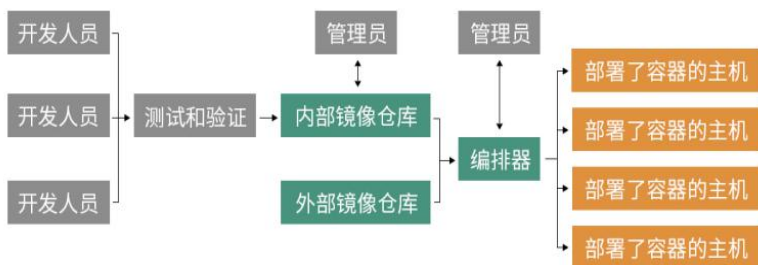 开发人员
开发人员
开发人员
测试和验证
管理员
内部镜像仓库
外部镜像仓库
管理员
编排器
部署了容器的主机
部署了容器的主机
部署了容器的主机
部署了容器的主机